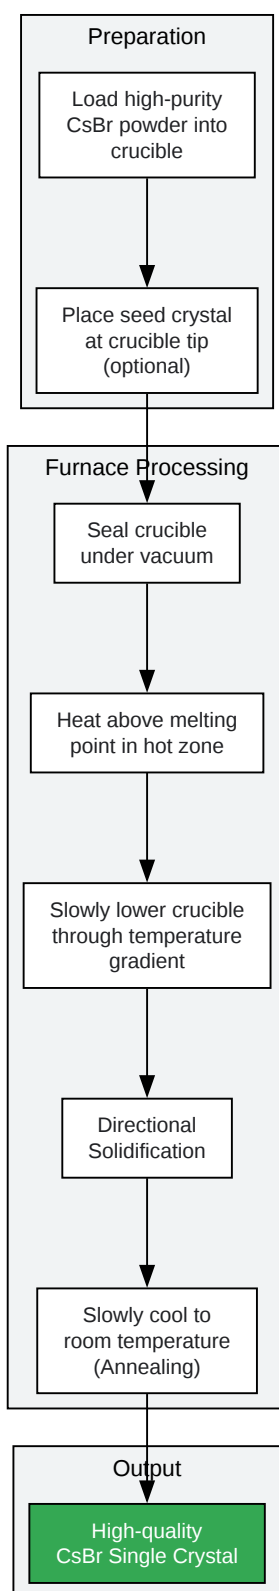 Preparation
Load high-purity
CsBr powder into
crucible
Place seed crystal
at crucible tip
(optional)
Furnace Processing
Seal crucible
under vacuum
Heat above melting
point in hot zone
Slowly lower crucible
through temperature
gradient
Directional
Solidification
Slowly cool to
room temperature
(Annealing)
Output
High-quality
CsBr Single Crystal